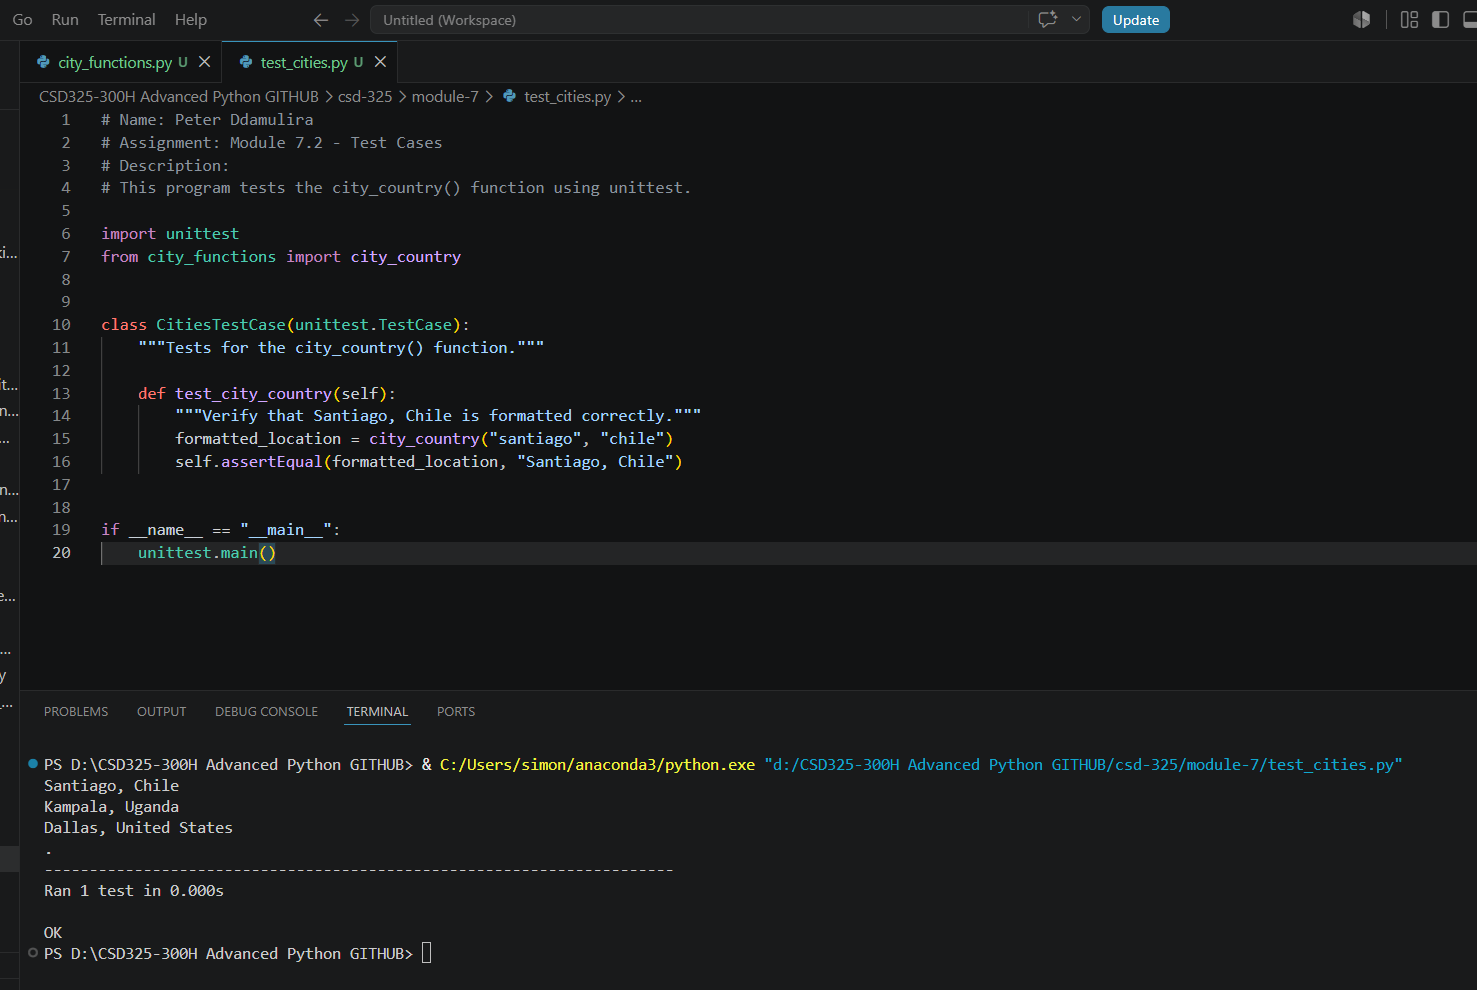 Go Run Terminal Help Untitled (Workspace) Update
city_functions.py U test_cities.py U
CSD325-300H Advanced Python GITHUB > csd-325 > module-7 > test_cities.py > ...
1 # Name: Peter Ddamulira
2 # Assignment: Module 7.2 - Test Cases
3 # Description:
4 # This program tests the city_country() function using unittest.
5
6 import unittest
7 from city_functions import city_country
8
9
10 class CitiesTestCase(unittest.TestCase):
11     """Tests for the city_country() function."""
12
13     def test_city_country(self):
14         """Verify that Santiago, Chile is formatted correctly."""
15         formatted_location = city_country("santiago", "chile")
16         self.assertEqual(formatted_location, "Santiago, Chile")
17
18
19 if __name__ == "__main__":
20     unittest.main()
PROBLEMS OUTPUT DEBUG CONSOLE TERMINAL PORTS
PS D:\CSD325-300H Advanced Python GITHUB> & C:/Users/simon/anaconda3/python.exe "d:/CSD325-300H Advanced Python GITHUB/csd-325/module-7/test_cities.py"
Santiago, Chile
Kampala, Uganda
Dallas, United States
.
----------------------------------------------------------------------
Ran 1 test in 0.000s
OK
PS D:\CSD325-300H Advanced Python GITHUB>